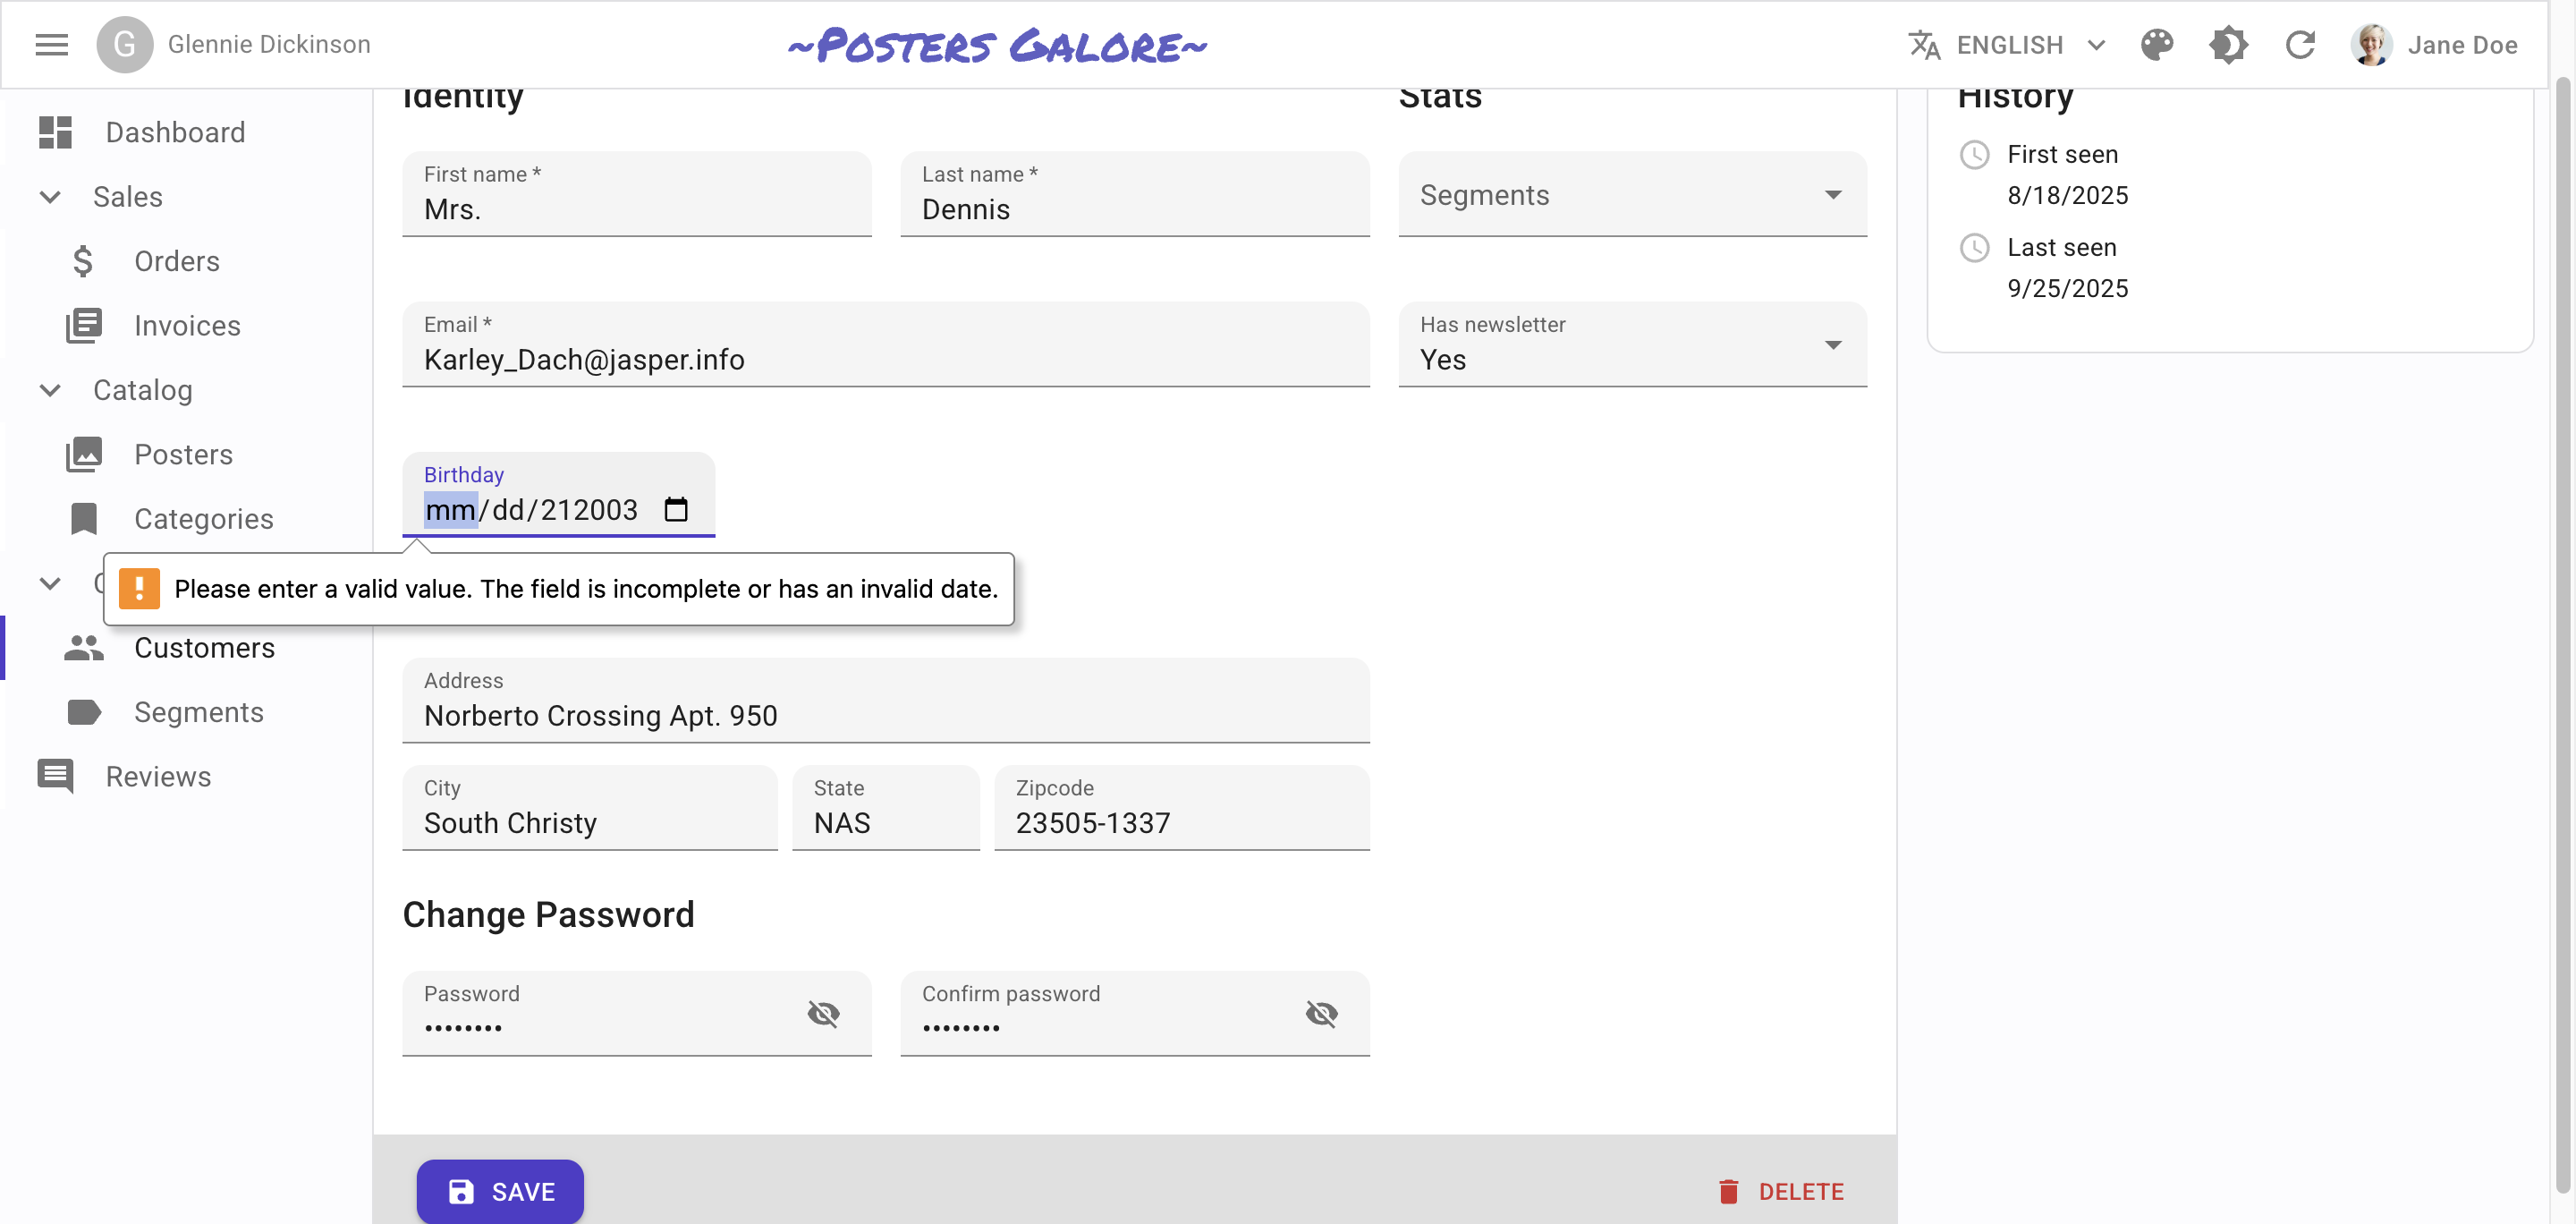 G Glennie Dickinson
~Posters Galore~
ENGLISH
Jane Doe
Dashboard
Sales
Orders
Invoices
Catalog
Posters
Categories
C
Customers
Segments
Reviews
Identity
First name *
Mrs.
Last name *
Dennis
Email *
Karley_Dach@jasper.info
Birthday
mm/dd/212003
Please enter a valid value. The field is incomplete or has an invalid date.
Address
Norberto Crossing Apt. 950
City
South Christy
State
NAS
Zipcode
23505-1337
Change Password
Password
••••••••
Confirm password
••••••••
Stats
Segments
Has newsletter
Yes
History
First seen
8/18/2025
Last seen
9/25/2025
SAVE
DELETE